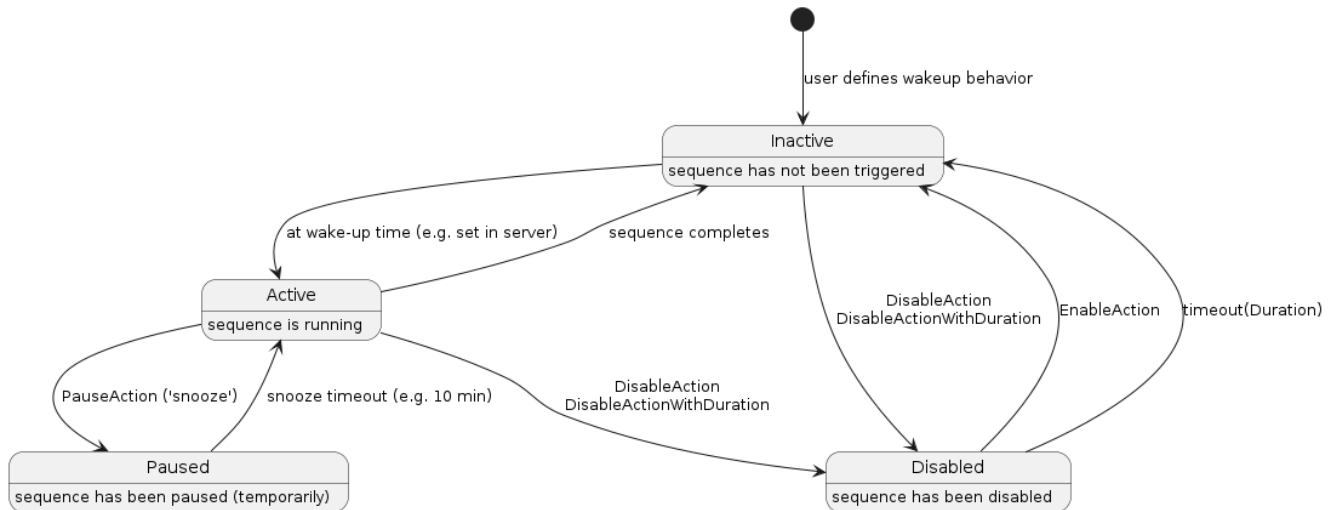 user defines wakeup behavior
Inactive
sequence has not been triggered
at wake-up time (e.g. set in server)
sequence completes
Active
sequence is running
DisableAction
DisableActionWithDuration
EnableAction
timeout(Duration)
PauseAction ('snooze')
snooze timeout (e.g. 10 min)
DisableAction
DisableActionWithDuration
Paused
sequence has been paused (temporarily)
Disabled
sequence has been disabled